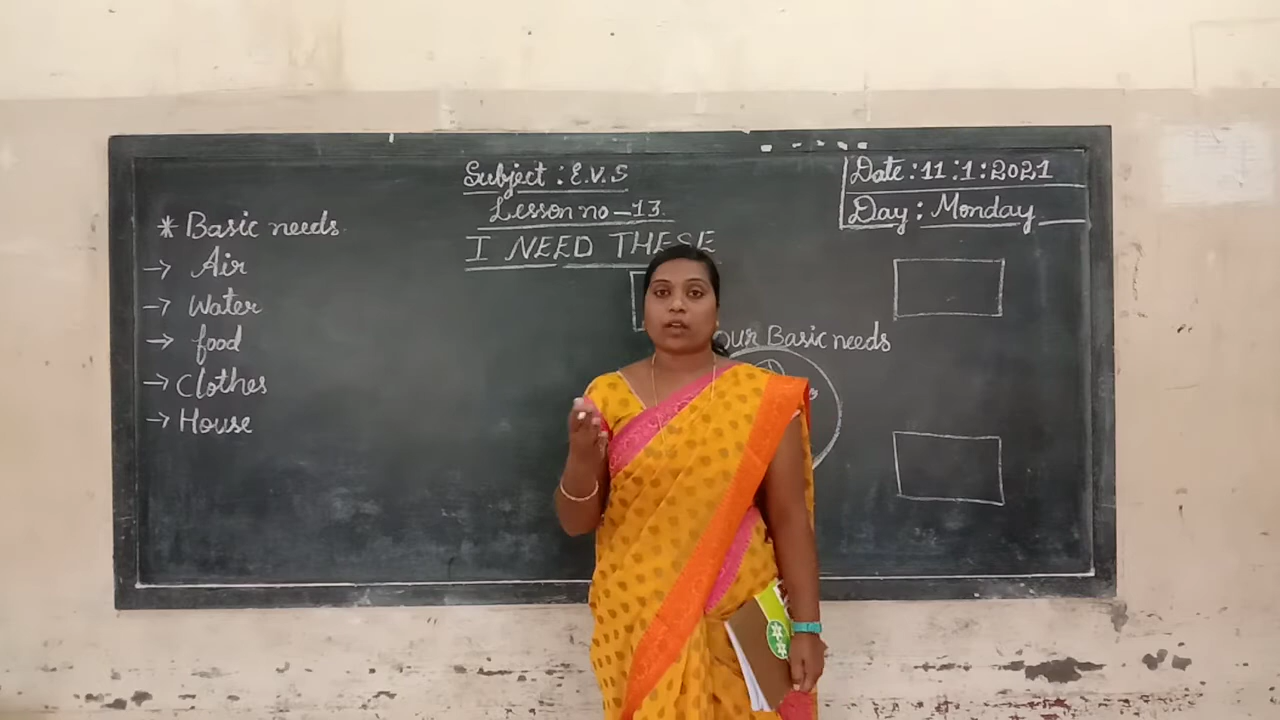 Subject : E.V.S
Lesson no - 13.
I NEED THESE
Date : 11 : 1 : 2021
Day : Monday
* Basic needs
→ Air
→ Water
→ food
→ Clothes
→ House
our Basic needs